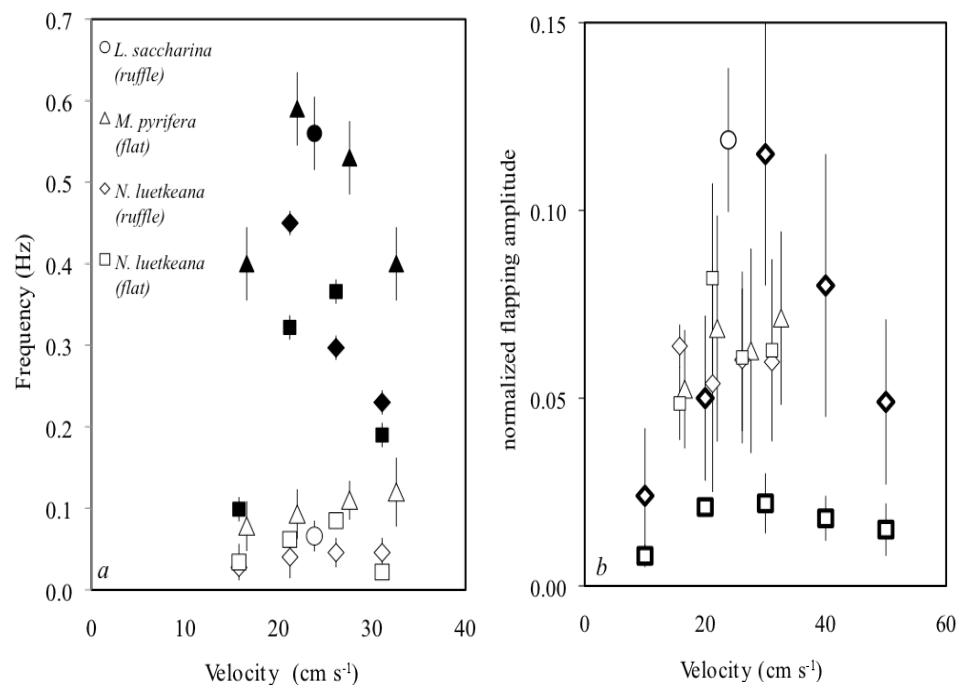 0.7
0.6
0.5
0.4
0.3
0.2
0.1
0.0
Frequency (Hz)
L. saccharina
(ruffle)
M. pyrifera
(flat)
N. luetkeana
(ruffle)
N. luetkeana
(flat)
a
0 10 20 30 40
Velocity (cm s-1)
0.15
0.10
0.05
0.00
normalized flapping amplitude
b
0 20 40 60
Velocity (cm s-1)